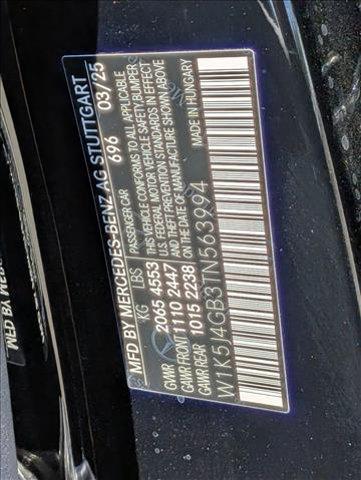 MFD BY MERCEDES-BENZ AG STUTTGART
696 03/25
PASSENGER CAR
KG LBS
GVWR 2065 4553
GAWR FRONT 1110 2447
GAWR REAR 1015 2238
THIS VEHICLE CONFORMS TO ALL APPLICABLE
FEDERAL MOTOR VEHICLE SAFETY/BUMPER/
THEFT PREVENTION STANDARDS IN EFFECT
ON THE DATE OF MANUFACTURE SHOWN ABOVE
MADE IN HUNGARY
W1K5J4GB3TN563994